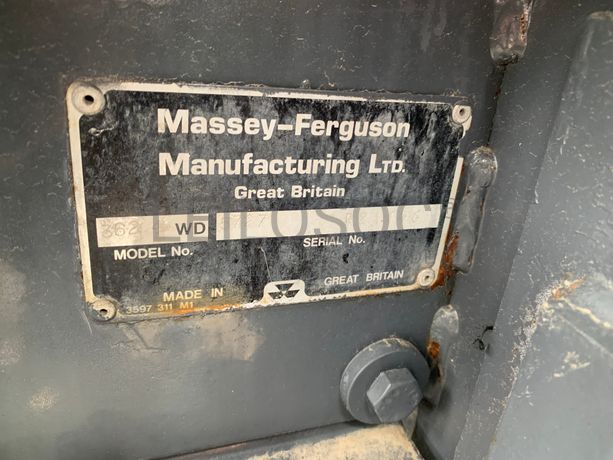 Massey-Ferguson
Manufacturing LTD.
Great Britain
362 WD
MODEL No. SERIAL No.
MADE IN GREAT BRITAIN
3597 311 M1
LEILOSOC